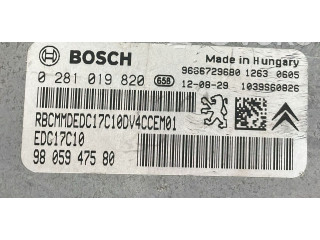 BOSCH
Made in Hungary
0 281 019 820 658
9666729680 1263 0605
12-08-29 1039S60826
RBCMMDEDC17C10DV4CCEM01
EDC17C10
98 059 475 80